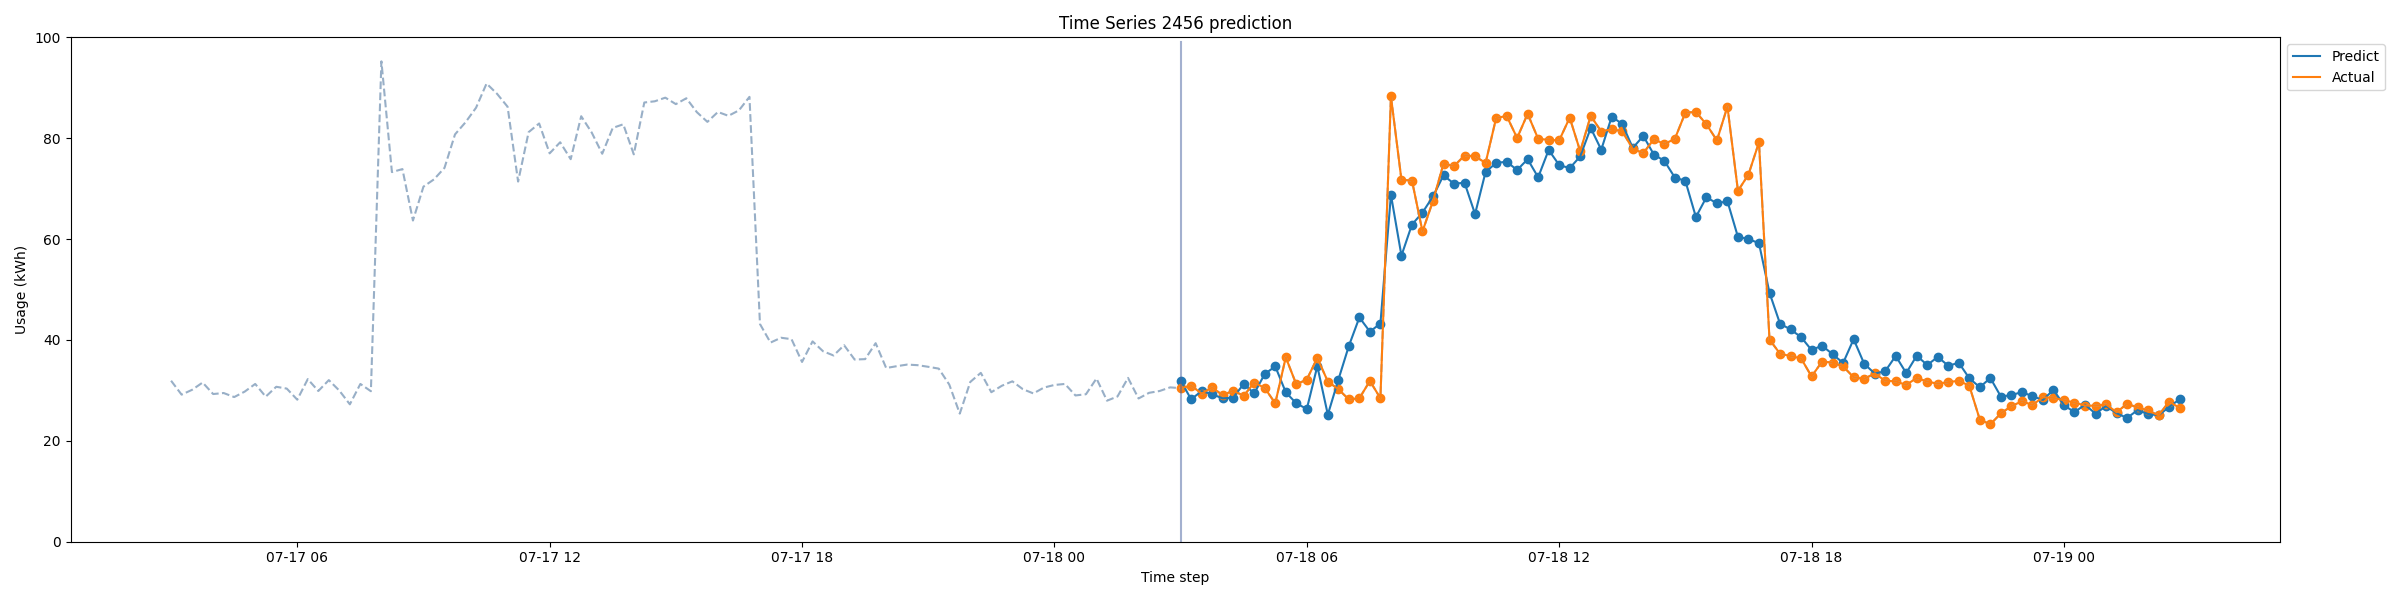 Time Series 2456 prediction
100
80
60
40
20
0
Usage (kWh)
07-17 06
07-17 12
07-17 18
07-18 00
07-18 06
07-18 12
07-18 18
07-19 00
Time step
Predict
Actual